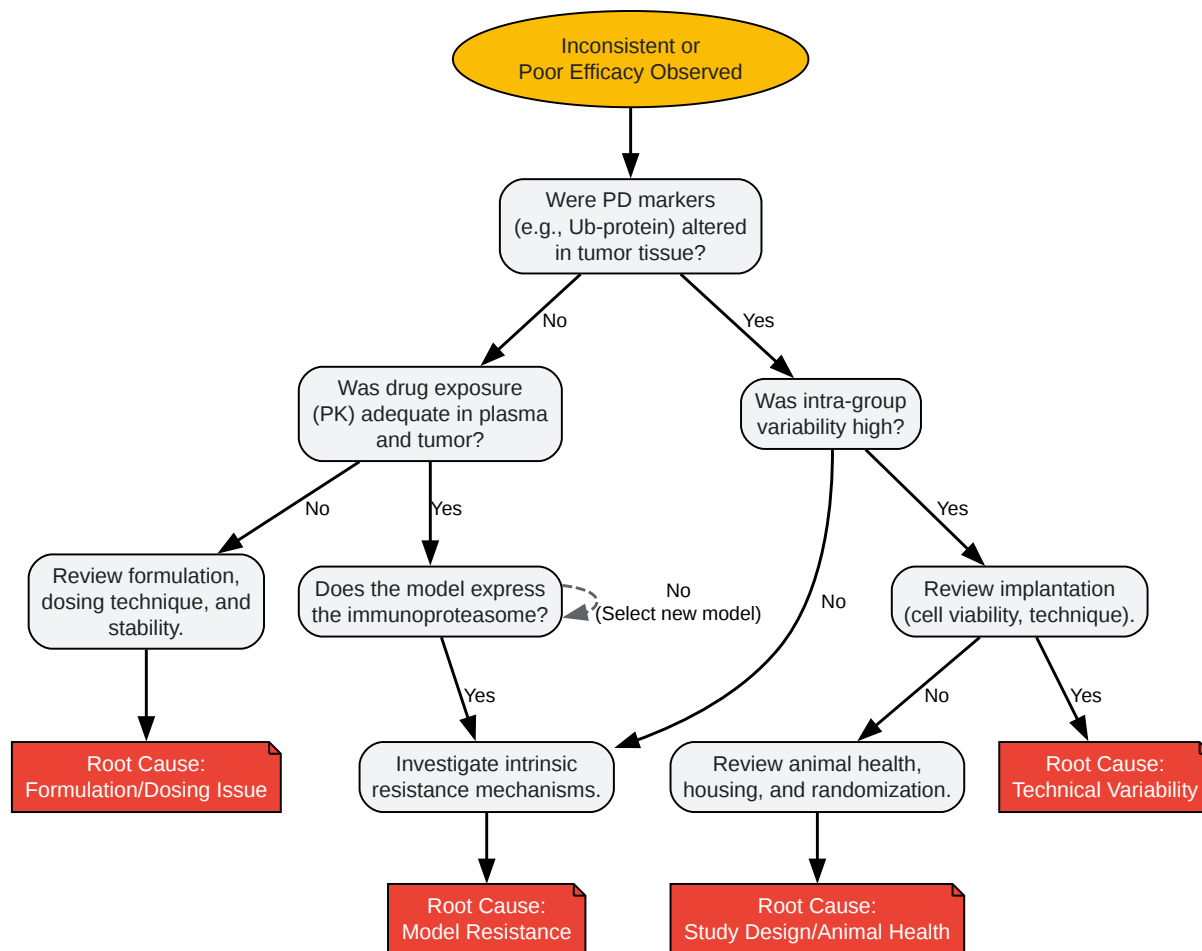 Inconsistent or
Poor Efficacy Observed
Were PD markers
(e.g., Ub-protein) altered
in tumor tissue?
No
Yes
Was drug exposure
(PK) adequate in plasma
and tumor?
Was intra-group
variability high?
No
Yes
Yes
Review formulation,
dosing technique, and
stability.
Does the model express
the immunoproteasome?
No
(Select new model)
No
Review implantation
(cell viability, technique).
Yes
No
Yes
Root Cause:
Formulation/Dosing Issue
Investigate intrinsic
resistance mechanisms.
Review animal health,
housing, and randomization.
Root Cause:
Technical Variability
Root Cause:
Model Resistance
Root Cause:
Study Design/Animal Health